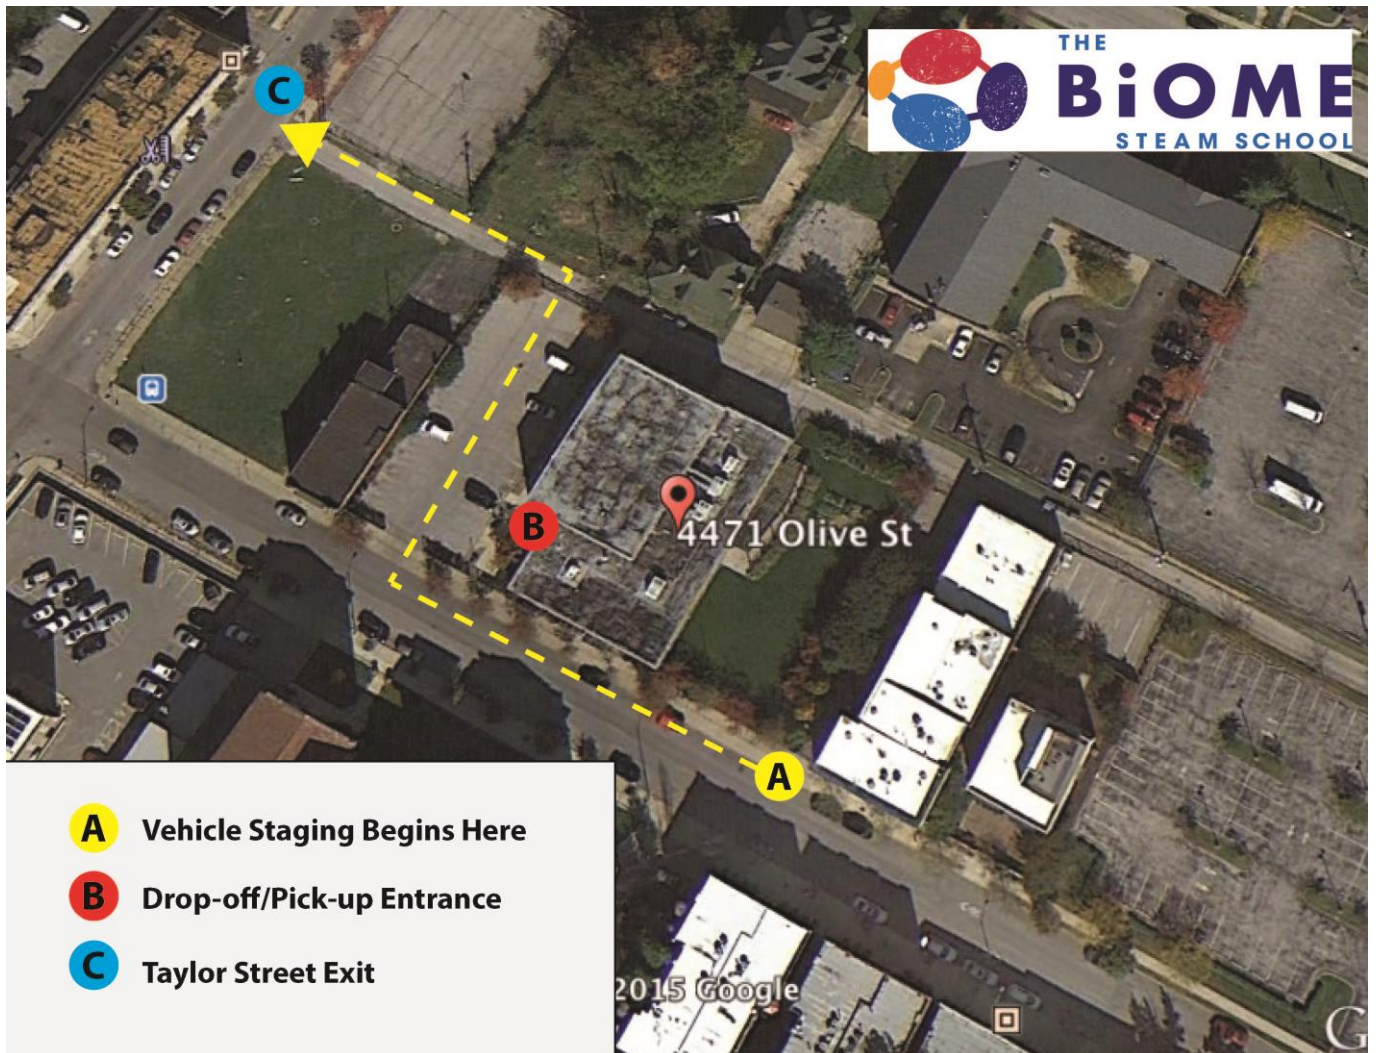 C
THE
BiOME
STEAM SCHOOL
B
4471 Olive St
A
A Vehicle Staging Begins Here
B Drop-off/Pick-up Entrance
C Taylor Street Exit
2015 Google
G